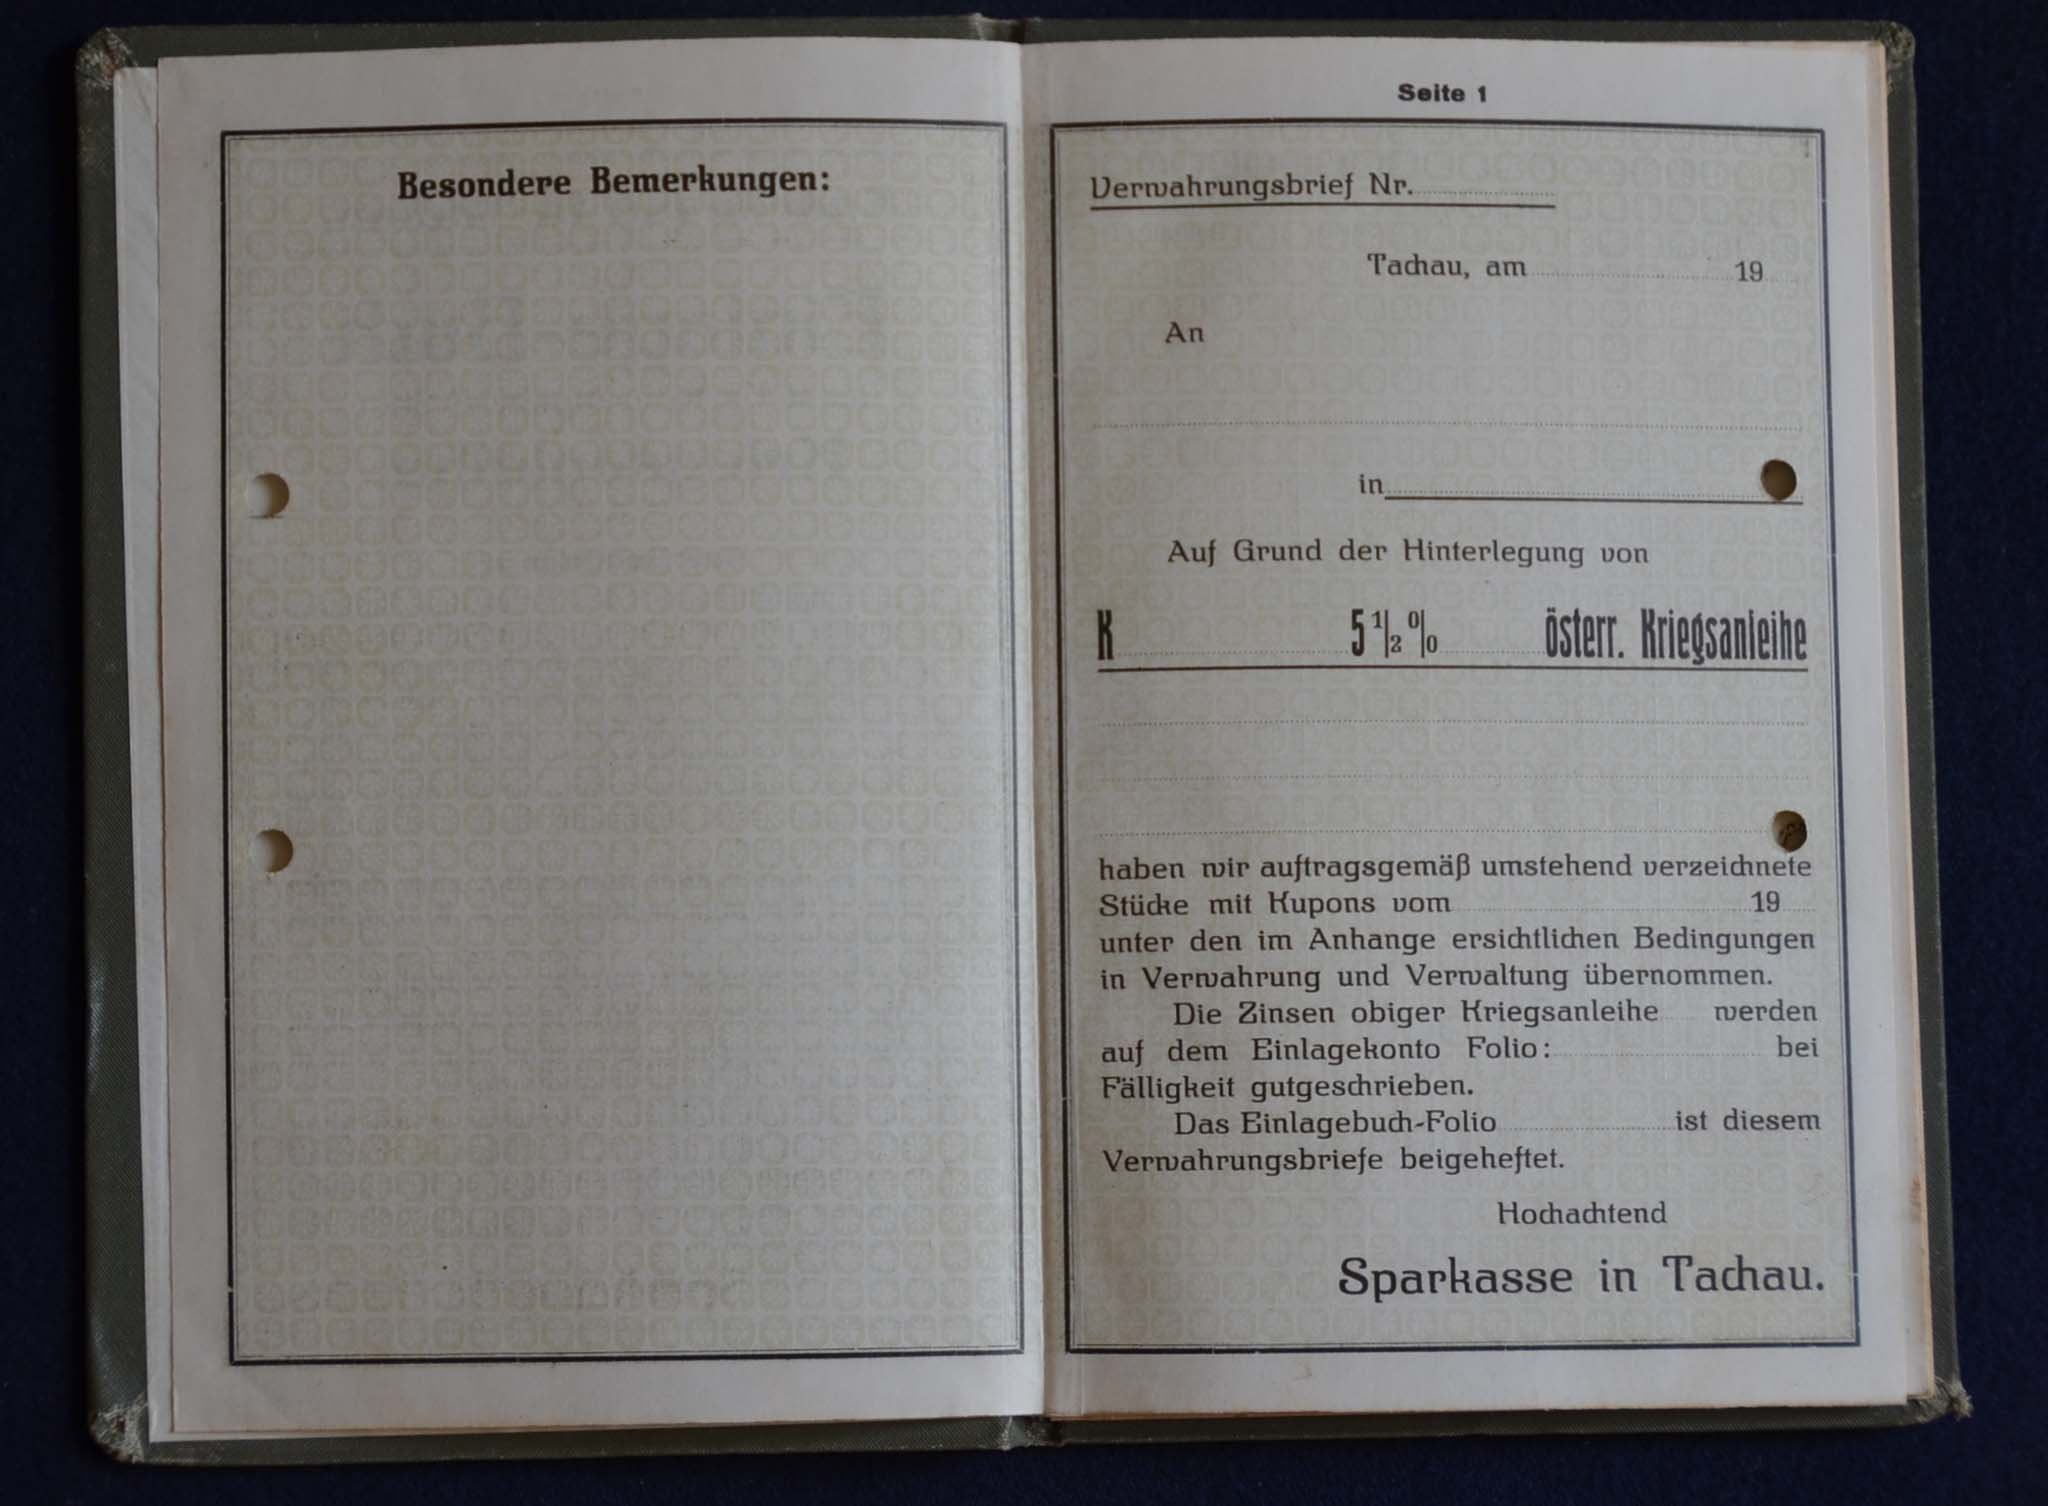 Besondere Bemerkungen:
Seite 1
Verwahrungsbrief Nr.
Tachau, am 19
An
in
Auf Grund der Hinterlegung von
K 5 1/2 % österr. Kriegsanleihe
haben wir auftragsgemäß umstehend verzeichnete
Stücke mit Kupons vom 19
unter den im Anhange ersichtlichen Bedingungen
in Verwahrung und Verwaltung übernommen.
Die Zinsen obiger Kriegsanleihe werden
auf dem Einlagekonto Folio: bei
Fälligkeit gutgeschrieben.
Das Einlagebuch-Folio ist diesem
Verwahrungsbriefe beigeheftet.
Hochachtend
Sparkasse in Tachau.